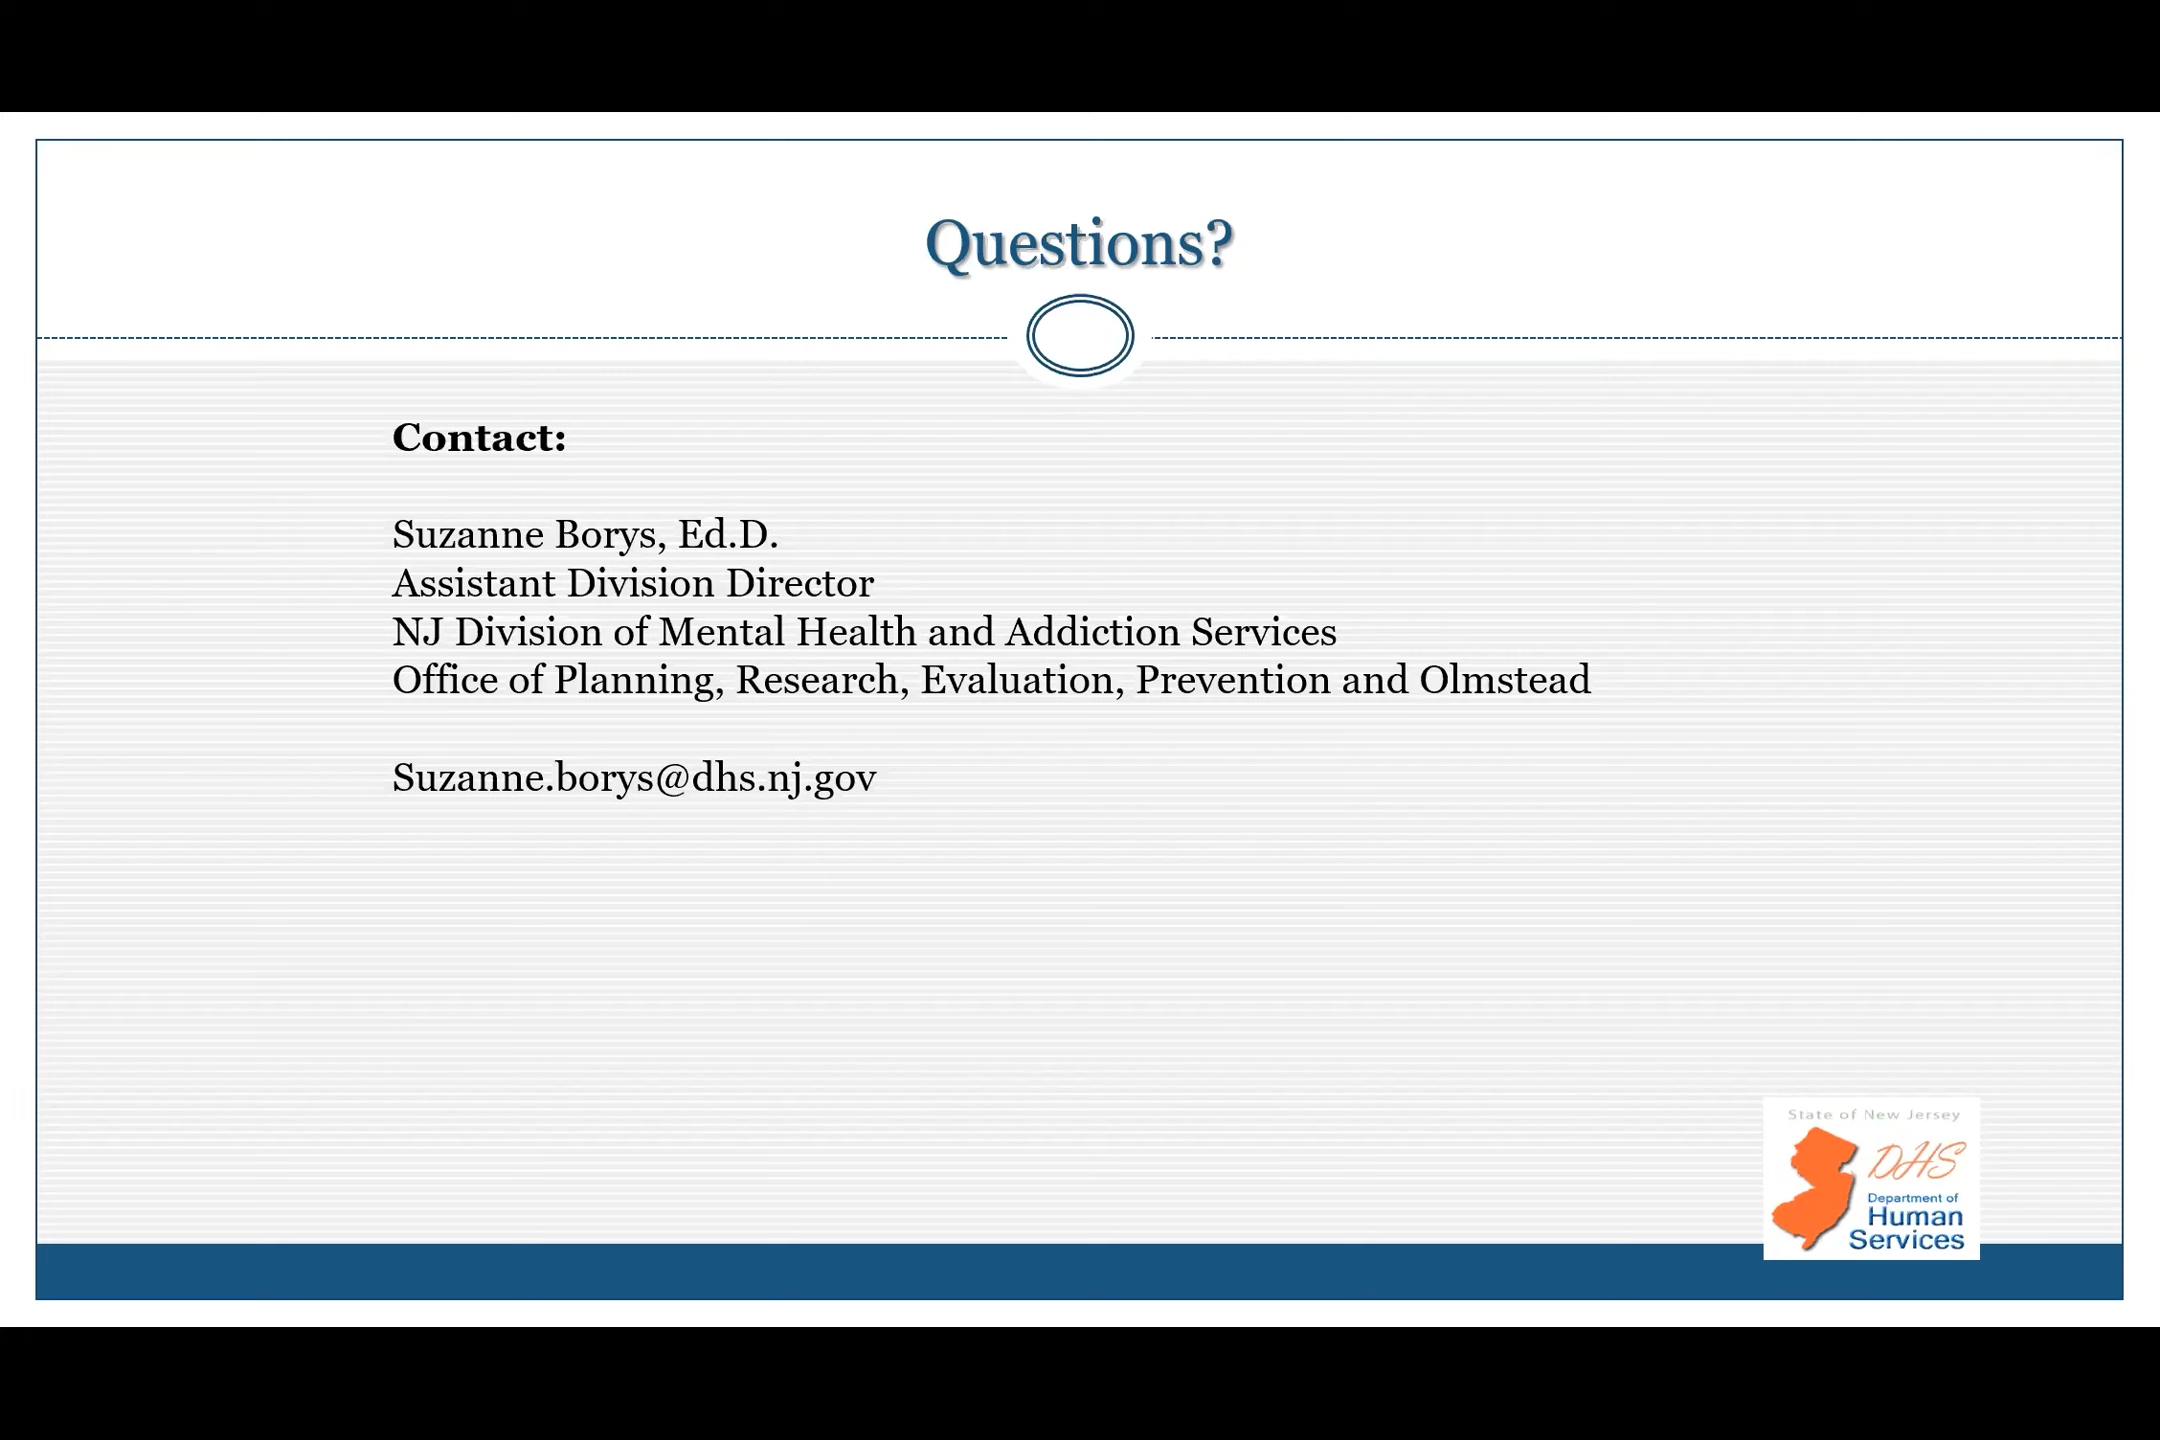 Questions?
Contact:
Suzanne Borys, Ed.D.
Assistant Division Director
NJ Division of Mental Health and Addiction Services
Office of Planning, Research, Evaluation, Prevention and Olmstead
Suzanne.borys@dhs.nj.gov
State of New Jersey
DHS
Department of
Human
Services